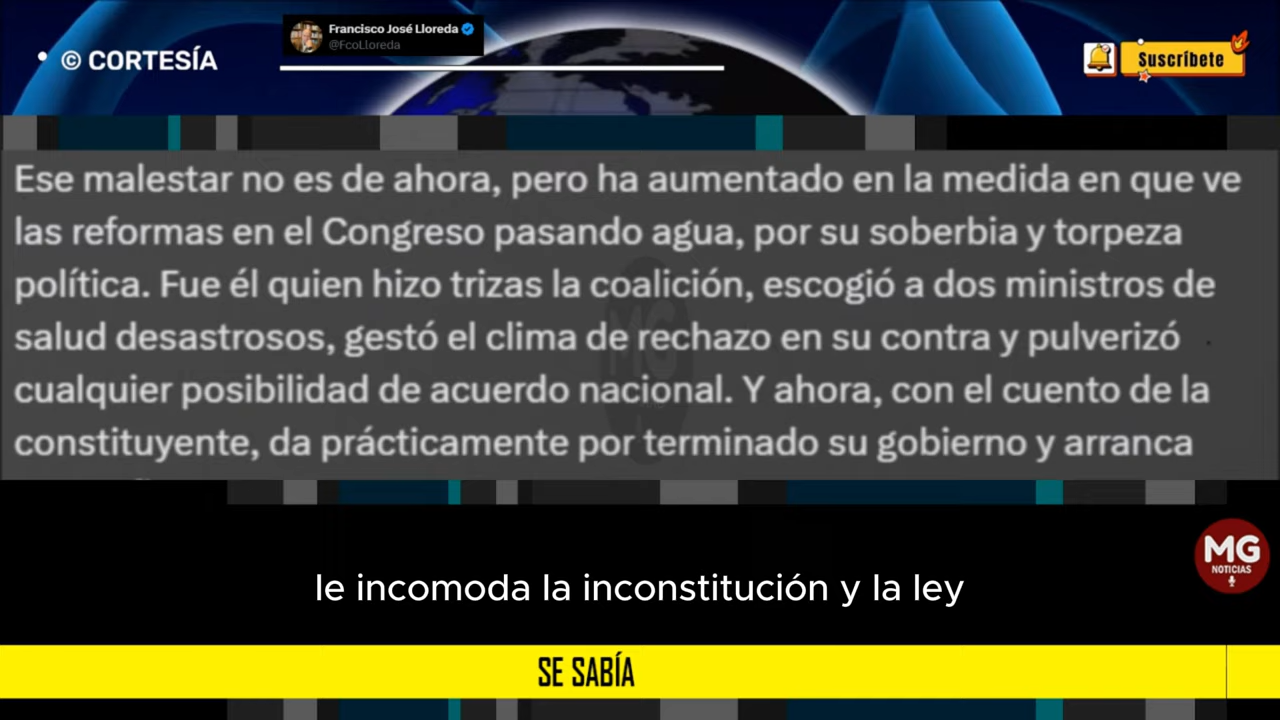 © CORTESÍA
Francisco José Lloreda
@FcoLloreda
Suscríbete
Ese malestar no es de ahora, pero ha aumentado en la medida en que ve
las reformas en el Congreso pasando agua, por su soberbia y torpeza
política. Fue él quien hizo trizas la coalición, escogió a dos ministros de
salud desastrosos, gestó el clima de rechazo en su contra y pulverizó
cualquier posibilidad de acuerdo nacional. Y ahora, con el cuento de la
constituyente, da prácticamente por terminado su gobierno y arranca
MG
MG
NOTICIAS
le incomoda la inconstitución y la ley
SE SABÍA